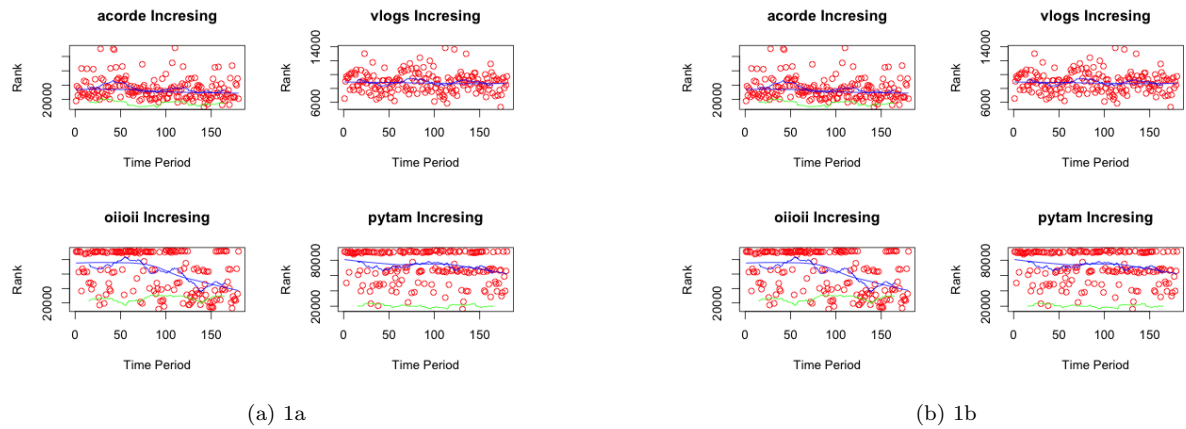 acorde Incresing
Rank
20000
0 50 100 150
Time Period
vlogs Incresing
Rank
6000 14000
0 50 100 150
Time Period
oiioii Incresing
Rank
20000
0 50 100 150
Time Period
pytam Incresing
Rank
20000 80000
0 50 100 150
Time Period
(a) 1a
acorde Incresing
Rank
20000
0 50 100 150
Time Period
vlogs Incresing
Rank
6000 14000
0 50 100 150
Time Period
oiioii Incresing
Rank
20000
0 50 100 150
Time Period
pytam Incresing
Rank
20000 80000
0 50 100 150
Time Period
(b) 1b